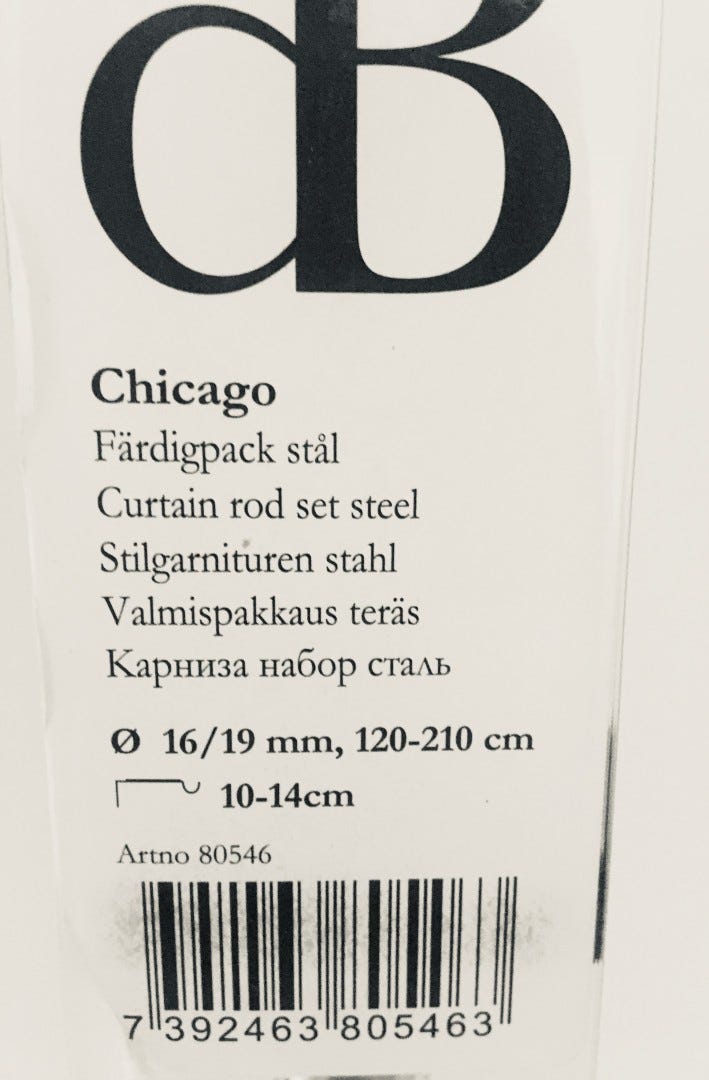 dB
Chicago
Färdigpack stål
Curtain rod set steel
Stilgarnituren stahl
Valmispakkaus teräs
Карниза набор сталь
Ø 16/19 mm, 120-210 cm
10-14cm
Artno 80546
7 392463 805463